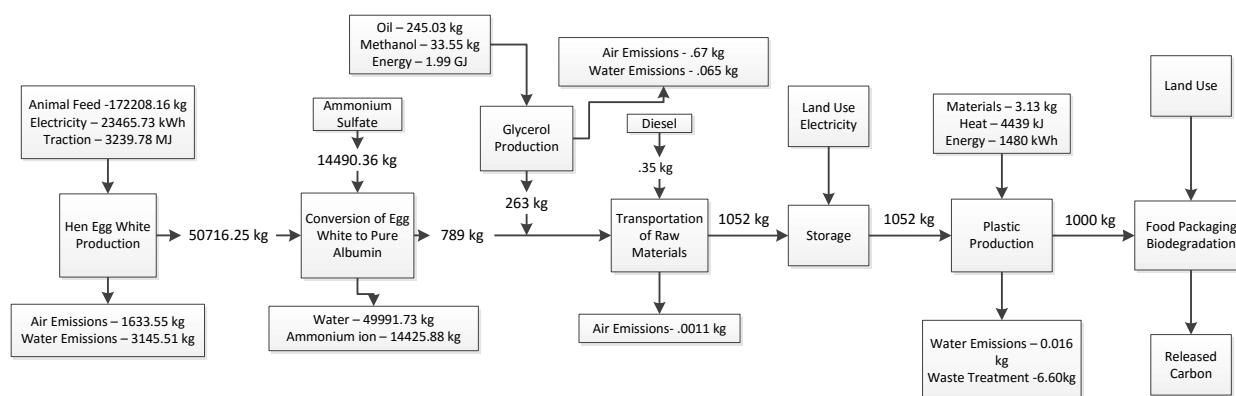 Oil – 245.03 kg
Methanol – 33.55 kg
Energy – 1.99 GJ
Air Emissions - .67 kg
Water Emissions - .065 kg
Animal Feed -172208.16 kg
Electricity – 23465.73 kWh
Traction – 3239.78 MJ
Ammonium
Sulfate
Glycerol
Production
Diesel
Land Use
Electricity
Materials – 3.13 kg
Heat – 4439 kJ
Energy – 1480 kWh
Land Use
14490.36 kg
.35 kg
263 kg
Hen Egg White
Production
50716.25 kg
Conversion of Egg
White to Pure
Albumin
789 kg
Transportation
of Raw
Materials
1052 kg
Storage
1052 kg
Plastic
Production
1000 kg
Food Packaging
Biodegradation
Air Emissions – 1633.55 kg
Water Emissions – 3145.51 kg
Water – 49991.73 kg
Ammonium ion – 14425.88 kg
Air Emissions- .0011 kg
Water Emissions – 0.016
kg
Waste Treatment -6.60kg
Released
Carbon